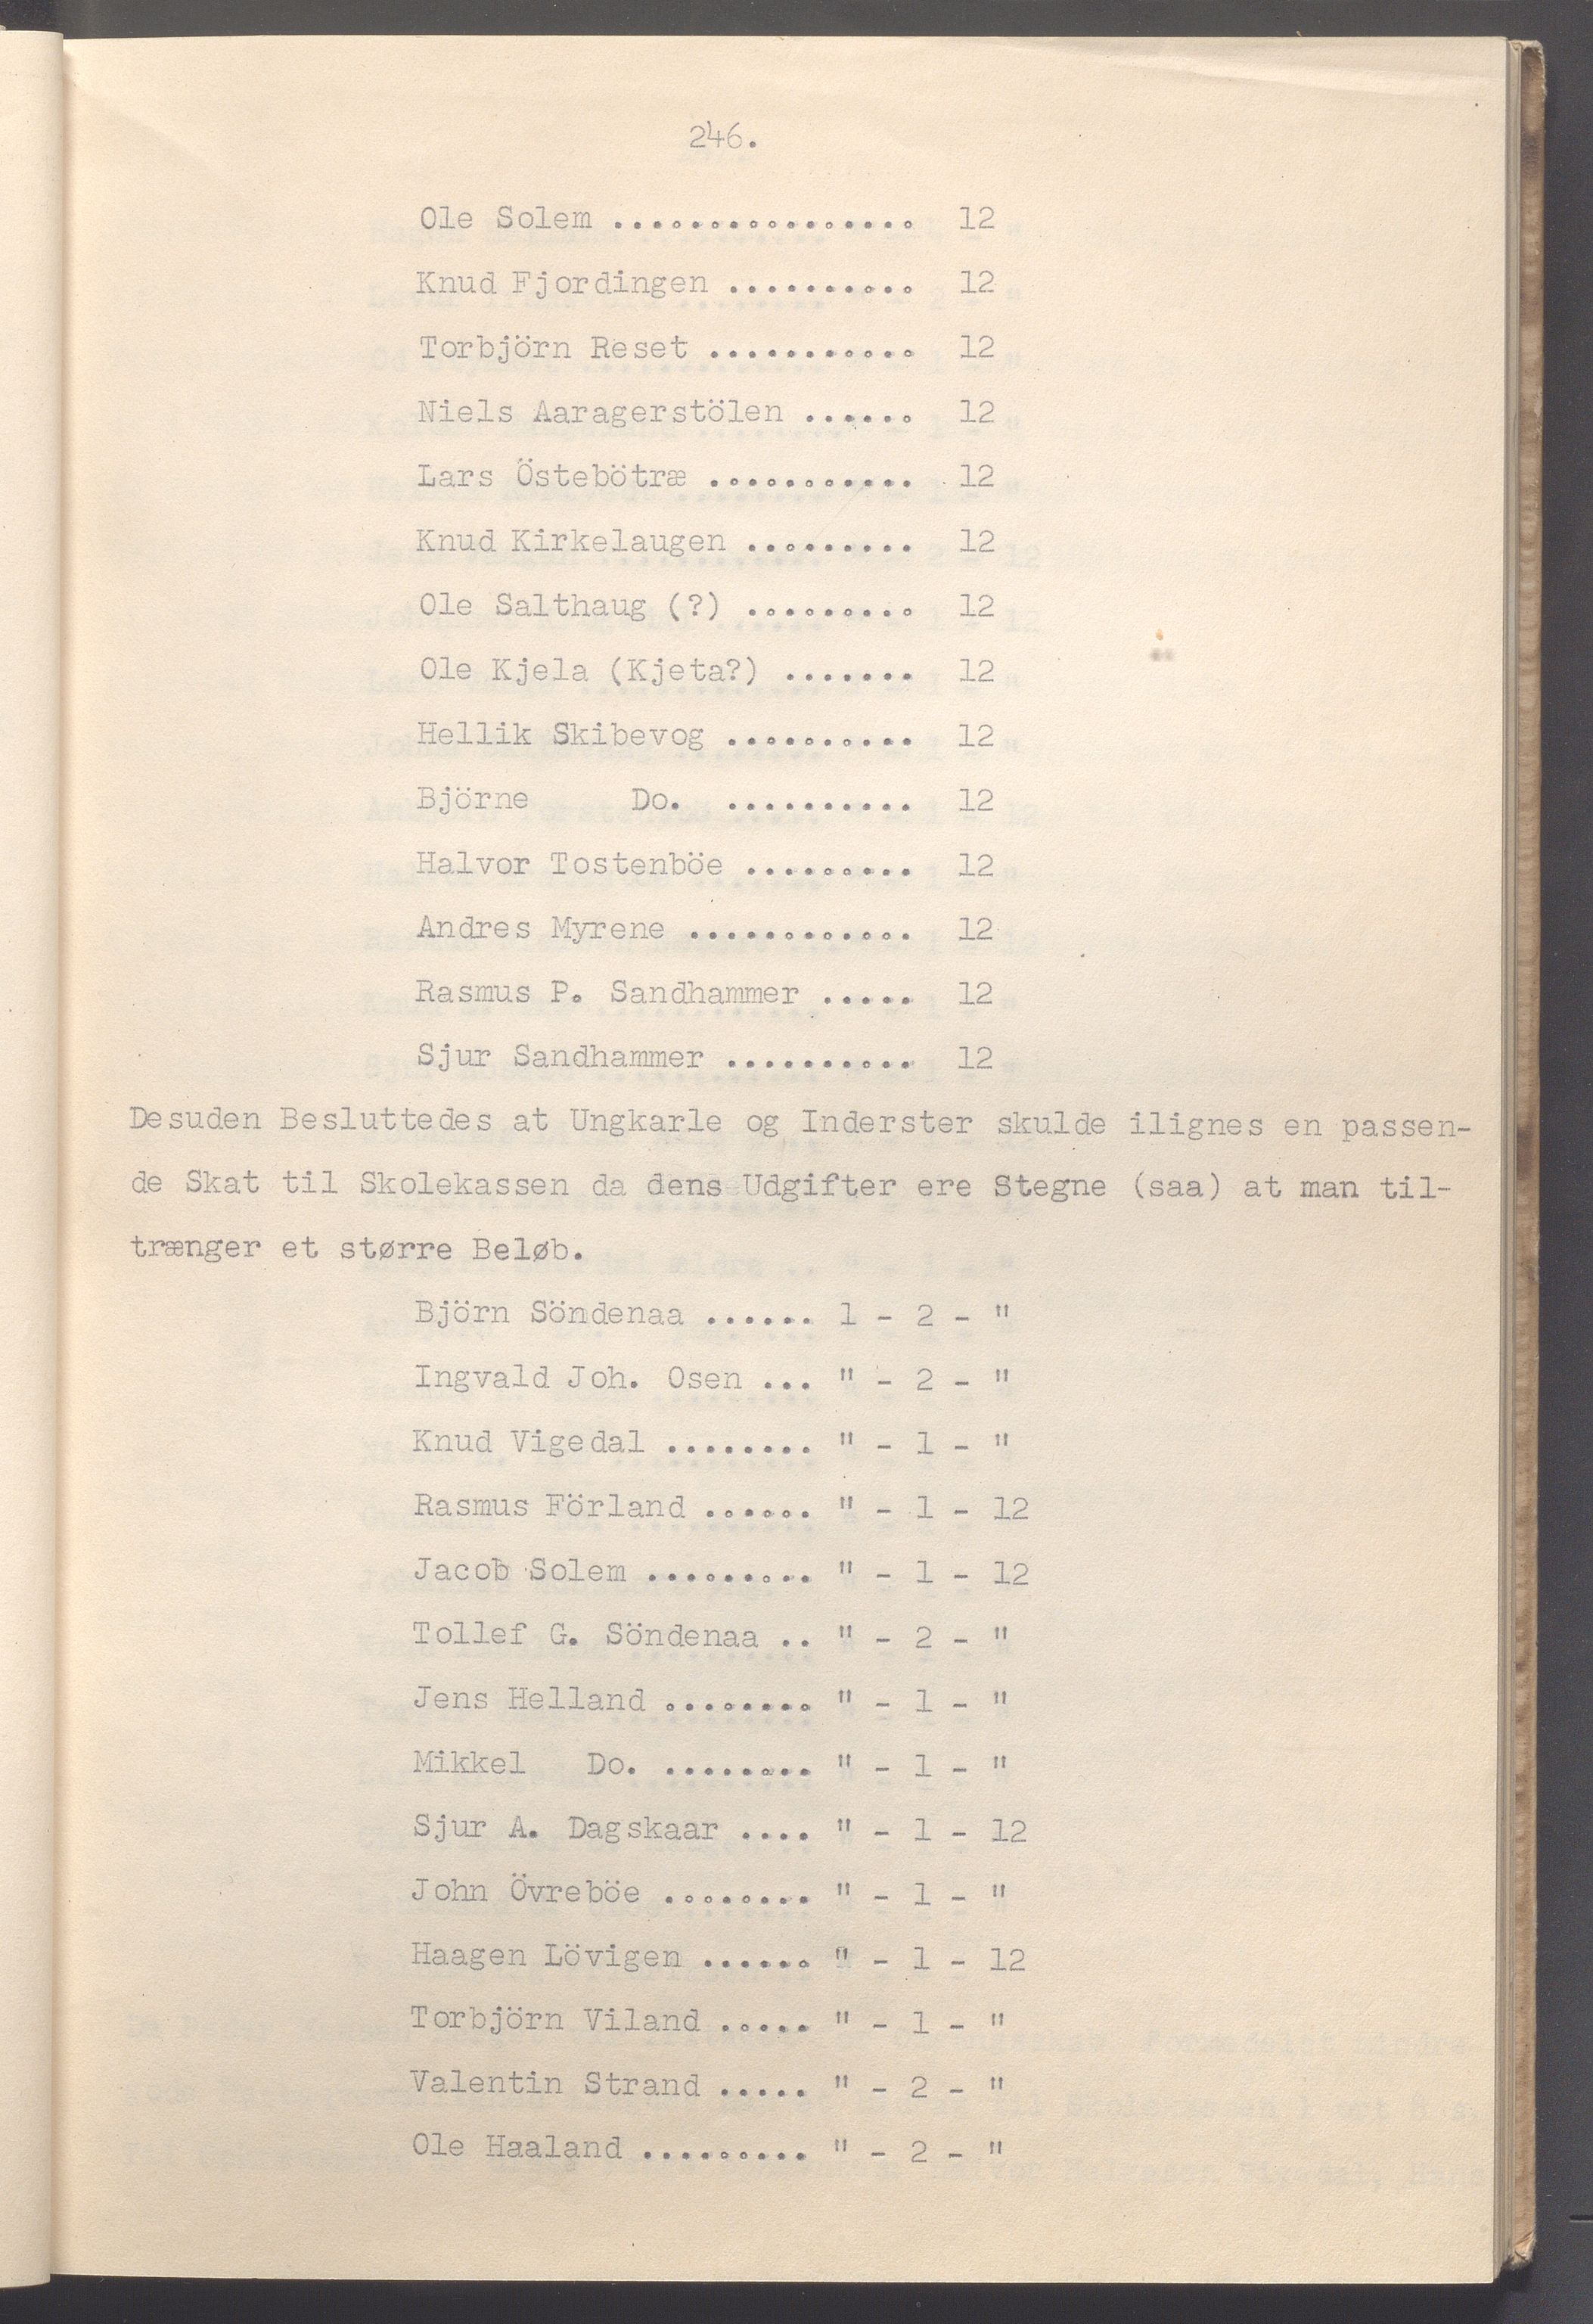 246.
Ole Solem ................ 12
Knud Fjordingen .......... 12
Torbjörn Reset ........... 12
Niels Aaragerstölen ...... 12
Lars Östebötræ ........... 12
Knud Kirkelaugen ......... 12
Ole Salthaug (?) ......... 12
Ole Kjela (Kjeta?) ....... 12
Hellik Skibevog .......... 12
Björne Do. .......... 12
Halvor Tostenböe ......... 12
Andres Myrene ............ 12
Rasmus P. Sandhammer ..... 12
Sjur Sandhammer .......... 12
Desuden Besluttedes at Ungkarle og Inderster skulde ilignes en passen-
de Skat til Skolekassen da dens Udgifter ere Stegne (saa) at man til-
trænger et større Beløb.
Björn Söndenaa ...... 1 - 2 - "
Ingvald Joh. Osen ... " - 2 - "
Knud Vigedal ........ " - 1 - "
Rasmus Förland ...... " - 1 - 12
Jacob Solem ......... " - 1 - 12
Tollef G. Söndenaa .. " - 2 - "
Jens Helland ........ " - 1 - "
Mikkel Do. ........ " - 1 - "
Sjur A. Dagskaar .... " - 1 - 12
John Övreböe ........ " - 1 - "
Haagen Lövigen ...... " - 1 - 12
Torbjörn Viland ..... " - 1 - "
Valentin Strand ..... " - 2 - "
Ole Haaland ......... " - 2 - "